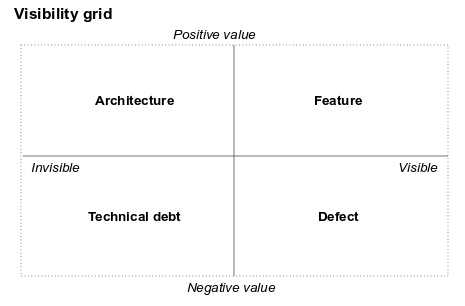 Visibility grid
Positive value
Architecture
Feature
Invisible
Visible
Technical debt
Defect
Negative value